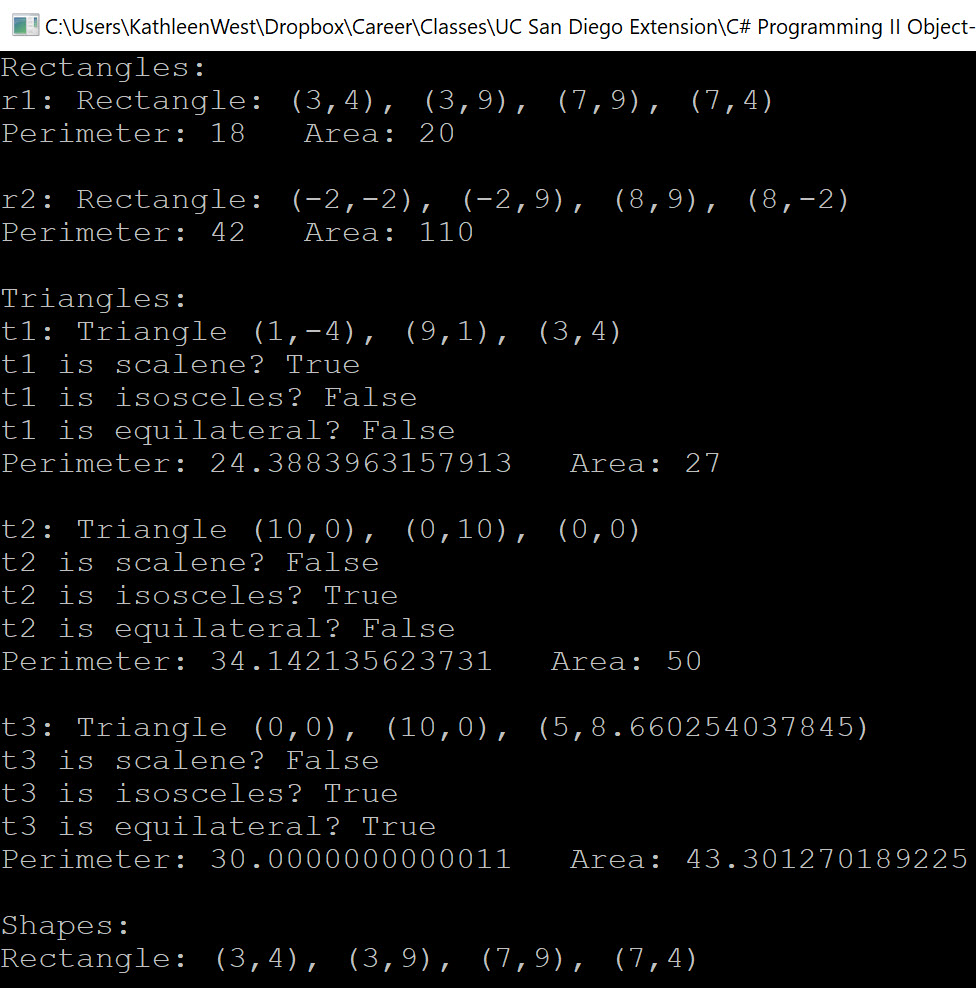 C:\Users\KathleenWest\Dropbox\Career\Classes\UC San Diego Extension\C# Programming II Object-
Rectangles:
r1: Rectangle: (3,4), (3,9), (7,9), (7,4)
Perimeter: 18   Area: 20
r2: Rectangle: (-2,-2), (-2,9), (8,9), (8,-2)
Perimeter: 42   Area: 110
Triangles:
t1: Triangle (1,-4), (9,1), (3,4)
t1 is scalene? True
t1 is isosceles? False
t1 is equilateral? False
Perimeter: 24.3883963157913   Area: 27
t2: Triangle (10,0), (0,10), (0,0)
t2 is scalene? False
t2 is isosceles? True
t2 is equilateral? False
Perimeter: 34.142135623731   Area: 50
t3: Triangle (0,0), (10,0), (5,8.660254037845)
t3 is scalene? False
t3 is isosceles? True
t3 is equilateral? True
Perimeter: 30.0000000000011   Area: 43.301270189225
Shapes:
Rectangle: (3,4), (3,9), (7,9), (7,4)